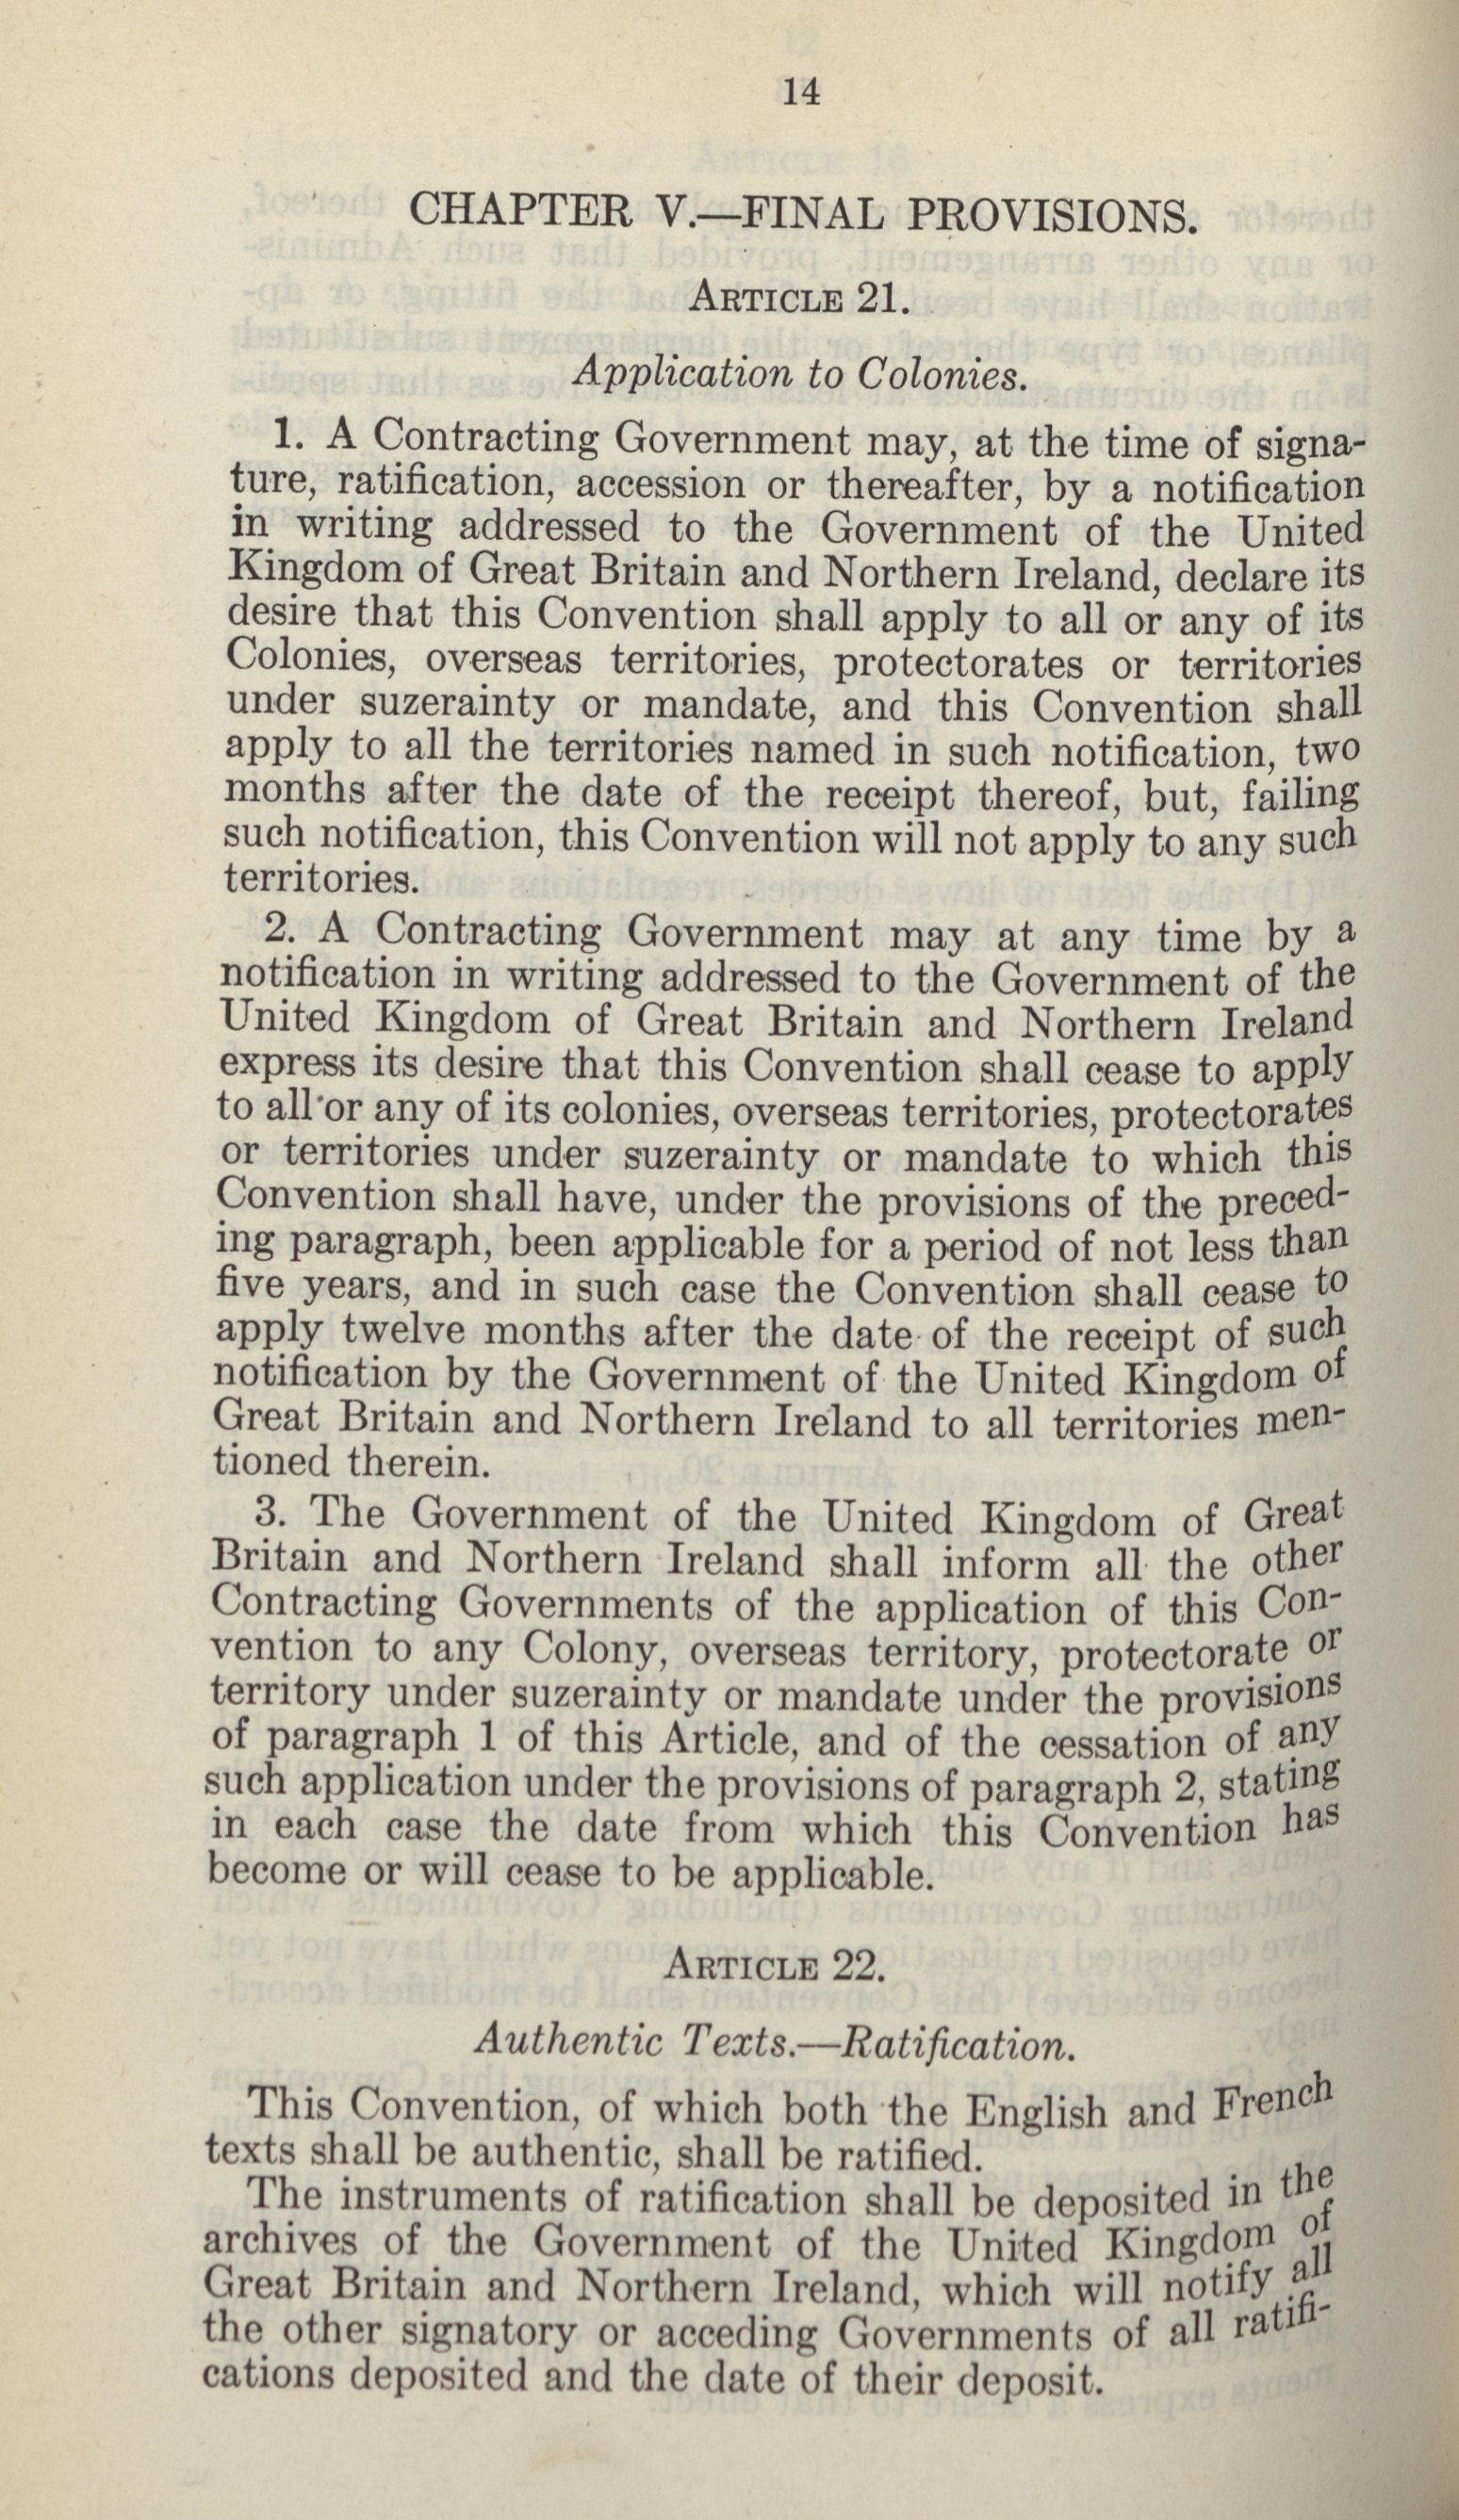 14
CHAPTER V.—FINAL PROVISIONS.
ARTICLE 21.
Application to Colonies.
1. A Contracting Government may, at the time of signa-
ture, ratification, accession or thereafter, by a notification
in writing addressed to the Government of the United
Kingdom of Great Britain and Northern Ireland, declare its
desire that this Convention shall apply to all or any of its
Colonies, overseas territories, protectorates or territories
under suzerainty or mandate, and this Convention shall
apply to all the territories named in such notification, two
months after the date of the receipt thereof, but, failing
such notification, this Convention will not apply to any such
territories.
2. A Contracting Government may at any time by a
notification in writing addressed to the Government of the
United Kingdom of Great Britain and Northern Ireland
express its desire that this Convention shall cease to apply
to all or any of its colonies, overseas territories, protectorates
or territories under suzerainty or mandate to which this
Convention shall have, under the provisions of the preced-
ing paragraph, been applicable for a period of not less than
five years, and in such case the Convention shall cease to
apply twelve months after the date of the receipt of such
notification by the Government of the United Kingdom of
Great Britain and Northern Ireland to all territories men-
tioned therein.
3. The Government of the United Kingdom of Great
Britain and Northern Ireland shall inform all the other
Contracting Governments of the application of this Con-
vention to any Colony, overseas territory, protectorate or
territory under suzerainty or mandate under the provisions
of paragraph 1 of this Article, and of the cessation of any
such application under the provisions of paragraph 2, stating
in each case the date from which this Convention has
become or will cease to be applicable.
ARTICLE 22.
Authentic Texts.—Ratification.
This Convention, of which both the English and French
texts shall be authentic, shall be ratified.
The instruments of ratification shall be deposited in the
archives of the Government of the United Kingdom of
Great Britain and Northern Ireland, which will notify all
the other signatory or acceding Governments of all ratifi-
cations deposited and the date of their deposit.